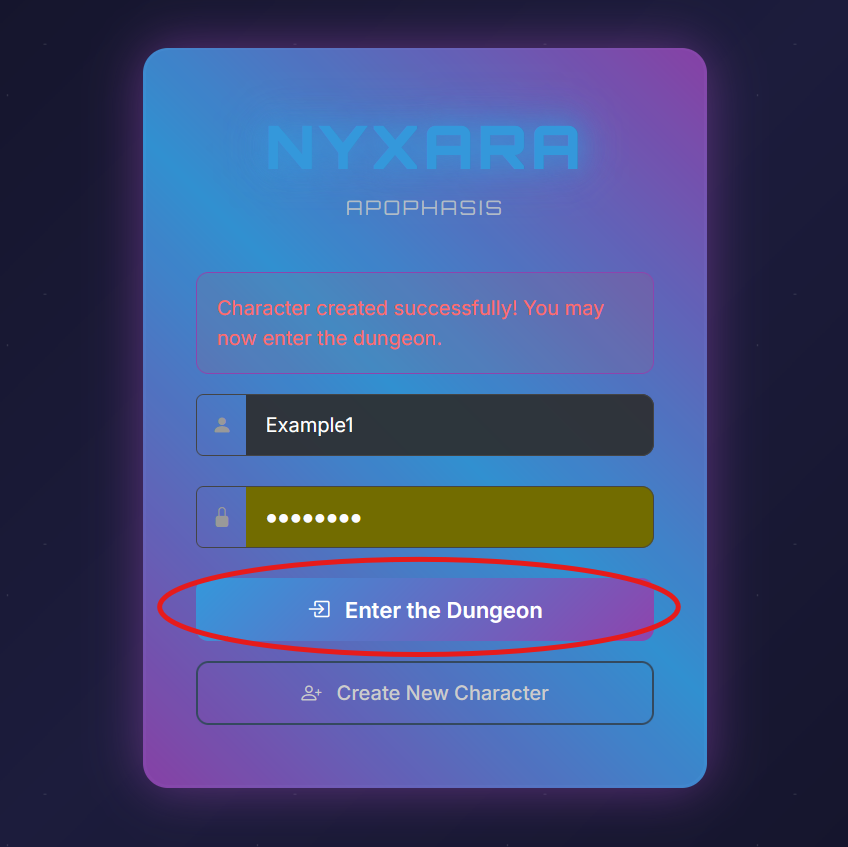 NYXARA
APOPHASIS
Character created successfully! You may
now enter the dungeon.
Example1
••••••••
Enter the Dungeon
Create New Character